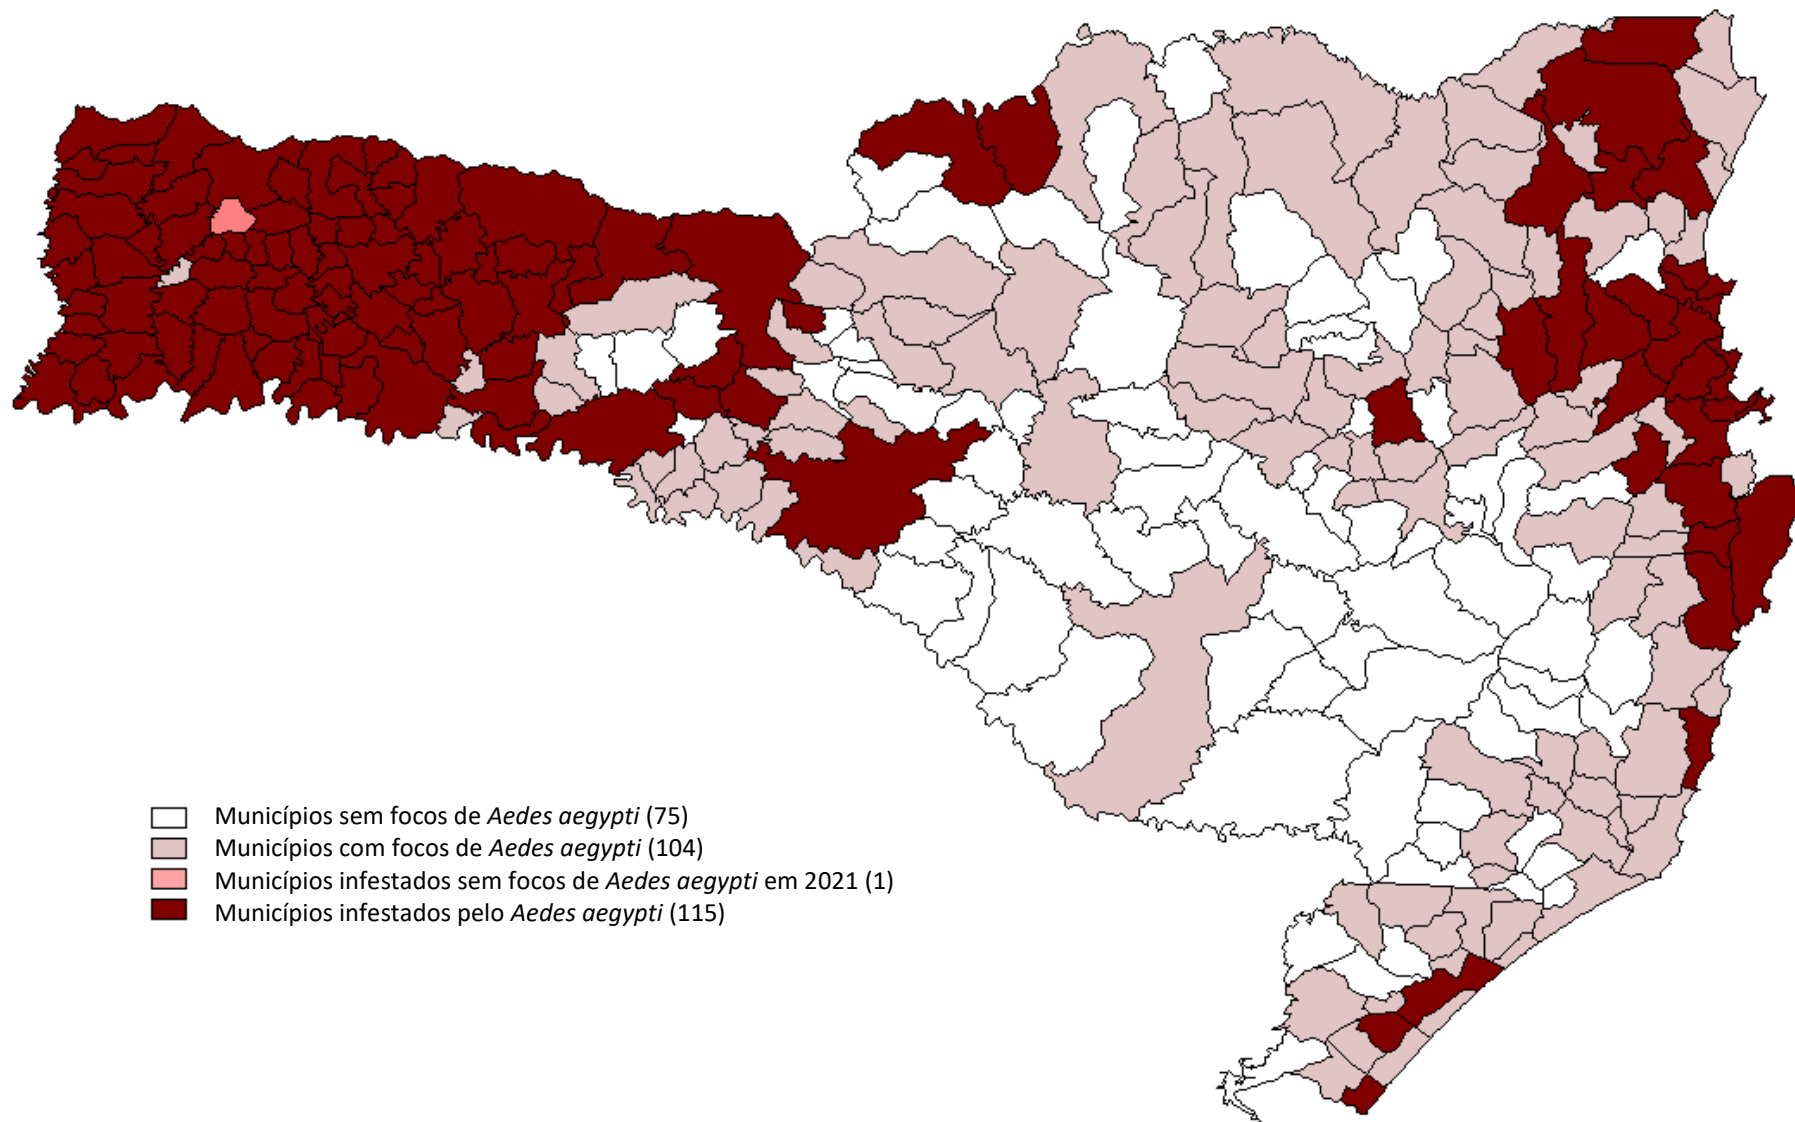 Municípios sem focos de Aedes aegypti (75)
Municípios com focos de Aedes aegypti (104)
Municípios infestados sem focos de Aedes aegypti em 2021 (1)
Municípios infestados pelo Aedes aegypti (115)